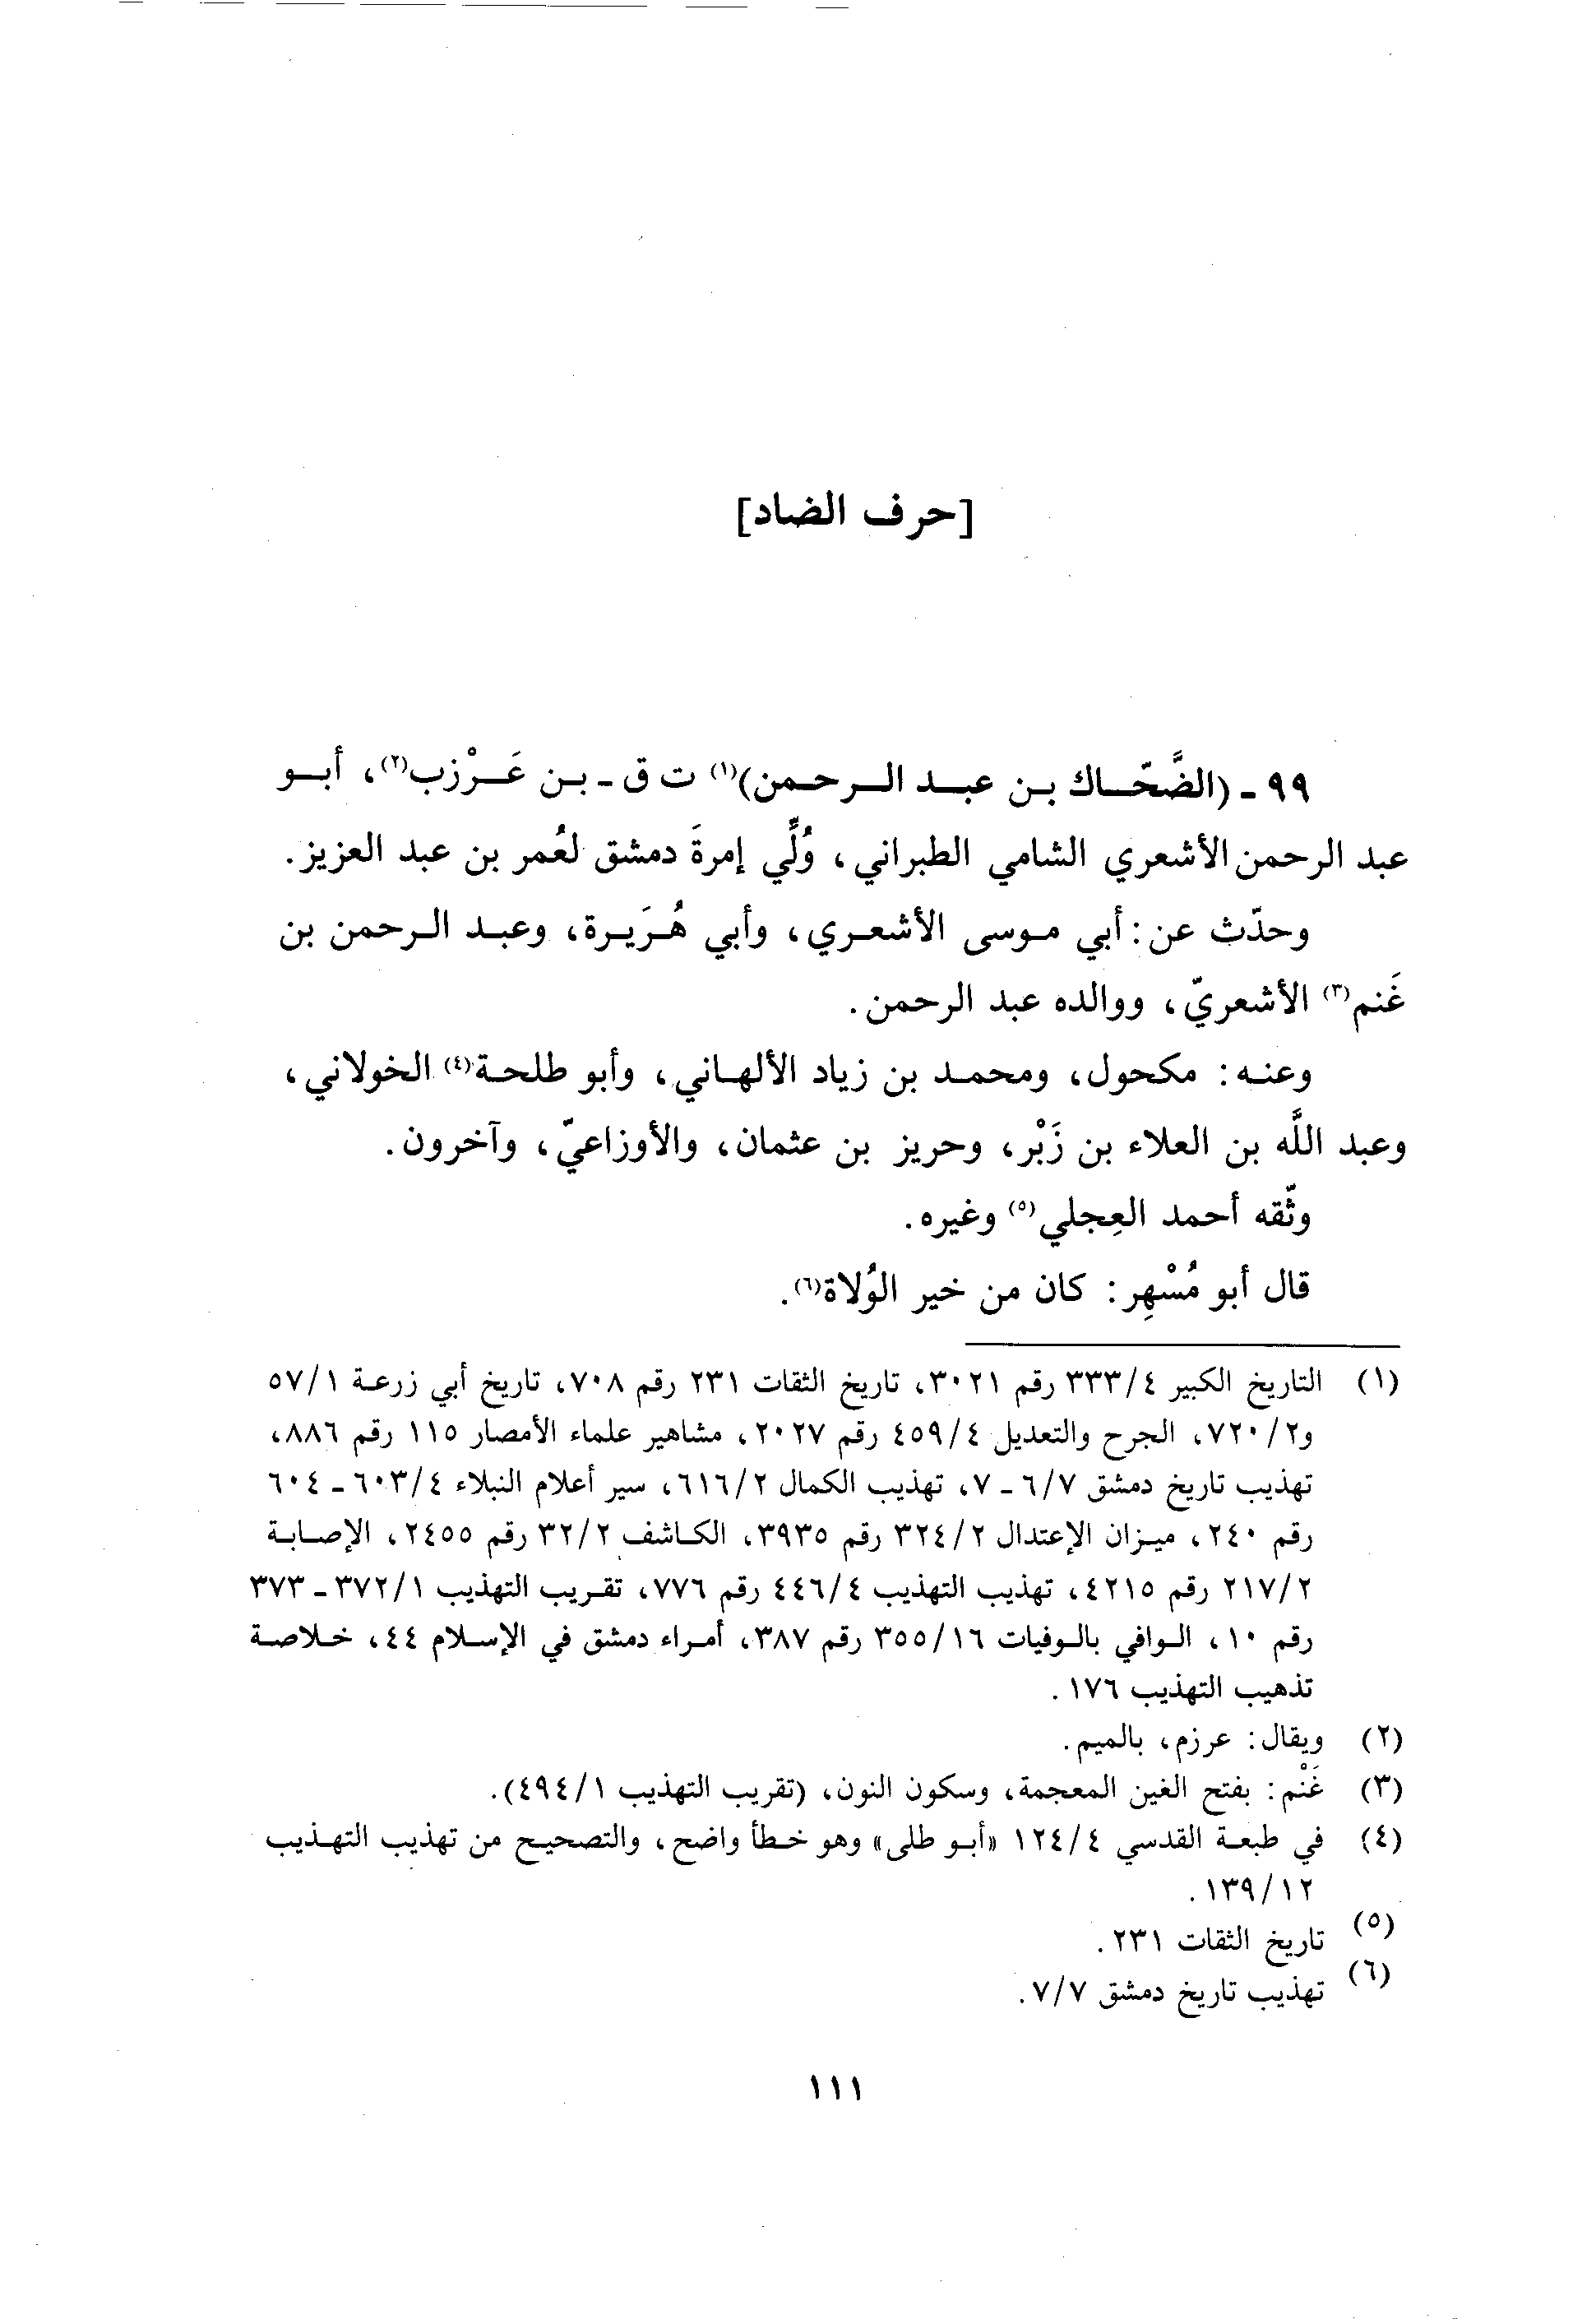 [حرف الضاد]
٩٩ - (الضَّحّاك بن عبد الرحمن)(١) ت ق - بن عَرْزب(٢)، أبو
عبد الرحمن الأشعري الشامي الطبراني، وُلِّي إمرةَ دمشق لعُمر بن عبد العزيز.
وحدّث عن: أبي موسى الأشعري، وأبي هُرَيرة، وعبد الرحمن بن
غَنم(٣) الأشعريّ، ووالده عبد الرحمن.
وعنه: مكحول، ومحمد بن زياد الألهاني، وأبو طلحة(٤) الخولاني،
وعبد اللَّه بن العلاء بن زَبْر، وحريز بن عثمان، والأوزاعيّ، وآخرون.
وثّقه أحمد العِجلي(٥) وغيره.
قال أبو مُسْهِر: كان من خير الوُلاة(٦).
(١) التاريخ الكبير ٤/٣٣٣ رقم ٣٠٢١، تاريخ الثقات ٢٣١ رقم ٧٠٨، تاريخ أبي زرعة ١/٥٧
و٢/٧٢٠، الجرح والتعديل ٤/٤٥٩ رقم ٢٠٢٧، مشاهير علماء الأمصار ١١٥ رقم ٨٨٦،
تهذيب تاريخ دمشق ٧/٦ - ٧، تهذيب الكمال ٢/٦١٦، سير أعلام النبلاء ٤/٦٠٣ - ٦٠٤
رقم ٢٤٠، ميزان الإعتدال ٢/٣٢٤ رقم ٣٩٣٥، الكاشف ٢/٣٢ رقم ٢٤٥٥، الإصابة
٢/٢١٧ رقم ٤٢١٥، تهذيب التهذيب ٤/٤٤٦ رقم ٧٧٦، تقريب التهذيب ١/٣٧٢ - ٣٧٣
رقم ١٠، الوافي بالوفيات ١٦/٣٥٥ رقم ٣٨٧، أمراء دمشق في الإسلام ٤٤، خلاصة
تذهيب التهذيب ١٧٦.
(٢) ويقال: عرزم، بالميم.
(٣) غَنْم: بفتح الغين المعجمة، وسكون النون، (تقريب التهذيب ١/٤٩٤).
(٤) في طبعة القدسي ٤/١٢٤ «أبو طلى» وهو خطأ واضح، والتصحيح من تهذيب التهذيب
١٢/١٣٩.
(٥) تاريخ الثقات ٢٣١.
(٦) تهذيب تاريخ دمشق ٧/٧.
١١١